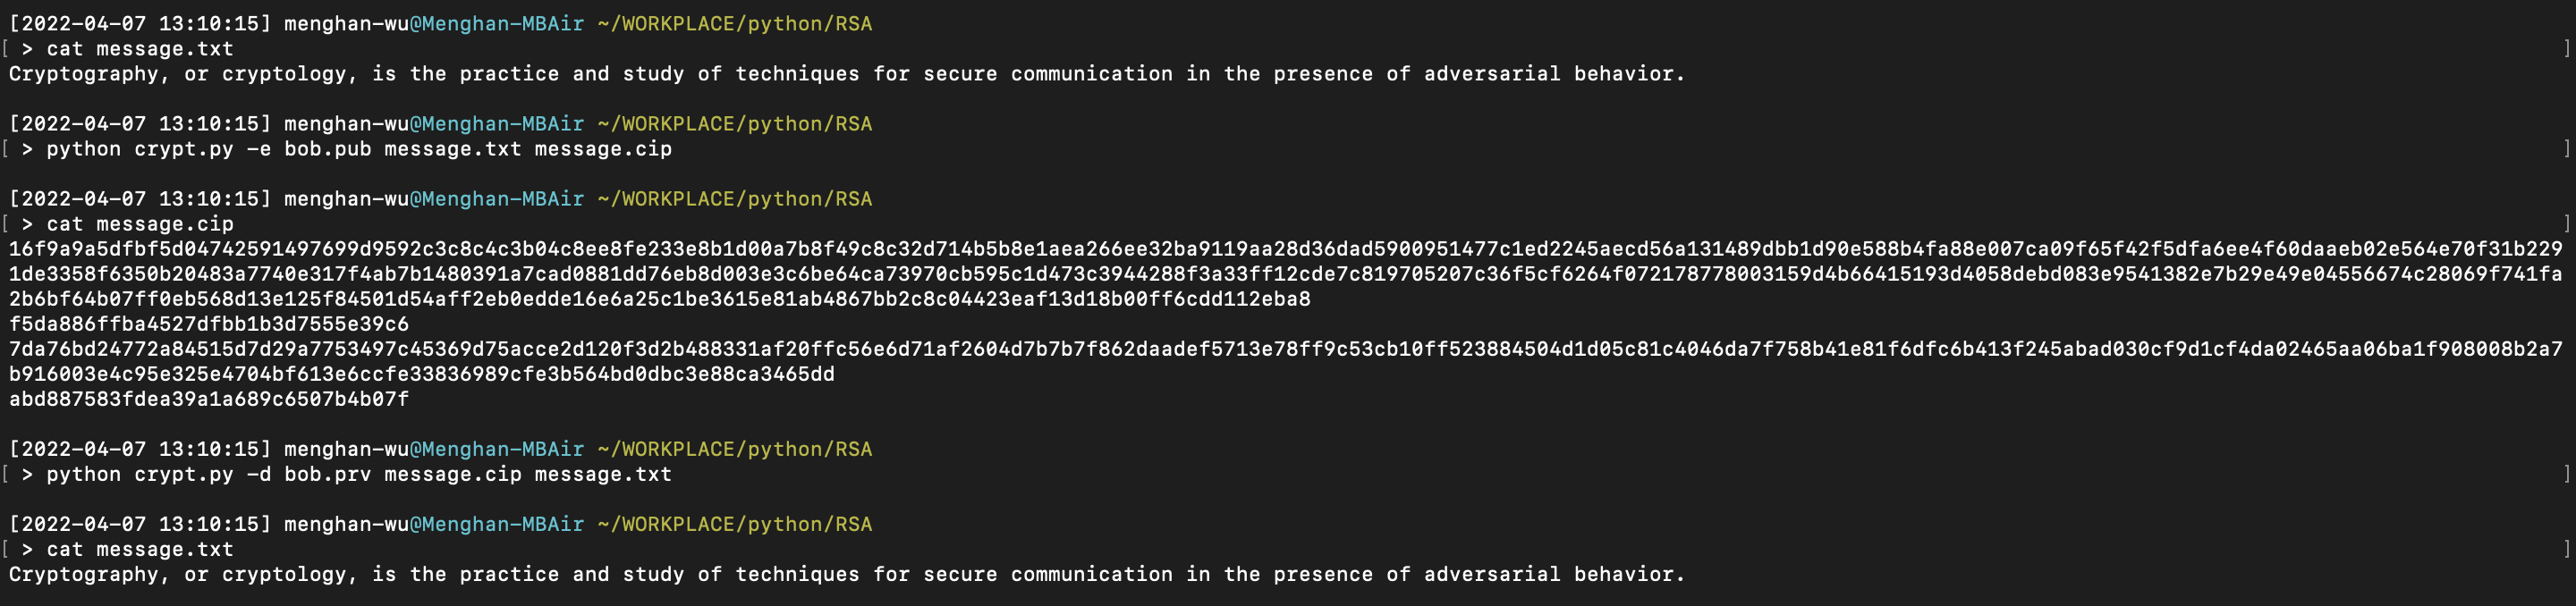 [2022-04-07 13:10:15] menghan-wu@Menghan-MBAir ~/WORKPLACE/python/RSA
[ > cat message.txt ]
Cryptography, or cryptology, is the practice and study of techniques for secure communication in the presence of adversarial behavior.
[2022-04-07 13:10:15] menghan-wu@Menghan-MBAir ~/WORKPLACE/python/RSA
[ > python crypt.py -e bob.pub message.txt message.cip ]
[2022-04-07 13:10:15] menghan-wu@Menghan-MBAir ~/WORKPLACE/python/RSA
[ > cat message.cip ]
16f9a9a5dfbf5d04742591497699d9592c3c8c4c3b04c8ee8fe233e8b1d00a7b8f49c8c32d714b5b8e1aea266ee32ba9119aa28d36dad5900951477c1ed2245aecd56a131489dbb1d90e588b4fa88e007ca09f65f42f5dfa6ee4f60daaeb02e564e70f31b229
1de3358f6350b20483a7740e317f4ab7b1480391a7cad0881dd76eb8d003e3c6be64ca73970cb595c1d473c3944288f3a33ff12cde7c819705207c36f5cf6264f072178778003159d4b66415193d4058debd083e9541382e7b29e49e04556674c28069f741fa
2b6bf64b07ff0eb568d13e125f84501d54aff2eb0edde16e6a25c1be3615e81ab4867bb2c8c04423eaf13d18b00ff6cdd112eba8
f5da886ffba4527dfbb1b3d7555e39c6
7da76bd24772a84515d7d29a7753497c45369d75acce2d120f3d2b488331af20ffc56e6d71af2604d7b7b7f862daadef5713e78ff9c53cb10ff523884504d1d05c81c4046da7f758b41e81f6dfc6b413f245abad030cf9d1cf4da02465aa06ba1f908008b2a7
b916003e4c95e325e4704bf613e6ccfe33836989cfe3b564bd0dbc3e88ca3465dd
abd887583fdea39a1a689c6507b4b07f
[2022-04-07 13:10:15] menghan-wu@Menghan-MBAir ~/WORKPLACE/python/RSA
[ > python crypt.py -d bob.prv message.cip message.txt ]
[2022-04-07 13:10:15] menghan-wu@Menghan-MBAir ~/WORKPLACE/python/RSA
[ > cat message.txt ]
Cryptography, or cryptology, is the practice and study of techniques for secure communication in the presence of adversarial behavior.